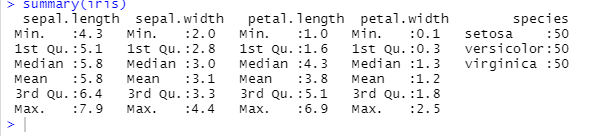 > summary(iris)
sepal.length sepal.width petal.length petal.width species
Min. :4.3 Min. :2.0 Min. :1.0 Min. :0.1 setosa :50
1st Qu.:5.1 1st Qu.:2.8 1st Qu.:1.6 1st Qu.:0.3 versicolor:50
Median :5.8 Median :3.0 Median :4.3 Median :1.3 virginica :50
Mean :5.8 Mean :3.1 Mean :3.8 Mean :1.2
3rd Qu.:6.4 3rd Qu.:3.3 3rd Qu.:5.1 3rd Qu.:1.8
Max. :7.9 Max. :4.4 Max. :6.9 Max. :2.5
>